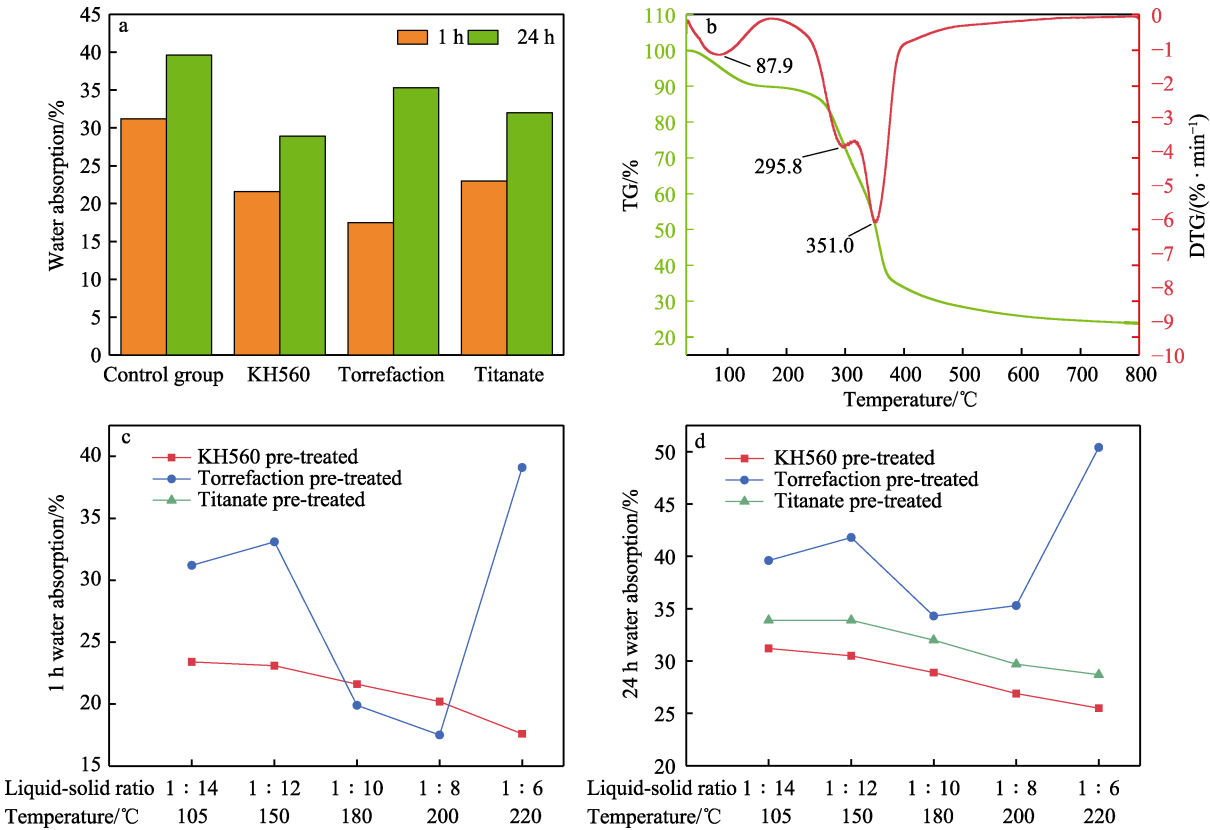 a
1 h
24 h
Water absorption/%
45
40
35
30
25
20
15
10
5
0
Control group KH560 Torrefaction Titanate
b
TG/%
110
100
90
80
70
60
50
40
30
20
87.9
295.8
351.0
0
−1
−2
−3
−4
−5
−6
−7
−8
−9
−10
DTG/(% · min⁻¹)
100 200 300 400 500 600 700 800
Temperature/℃
c
KH560 pre-treated
Torrefaction pre-treated
Titanate pre-treated
1 h water absorption/%
40
35
30
25
20
15
Liquid-solid ratio 1∶14 1∶12 1∶10 1∶8 1∶6
Temperature/℃ 105 150 180 200 220
d
KH560 pre-treated
Torrefaction pre-treated
Titanate pre-treated
24 h water absorption/%
50
45
40
35
30
25
20
Liquid-solid ratio 1∶14 1∶12 1∶10 1∶8 1∶6
Temperature/℃ 105 150 180 200 220